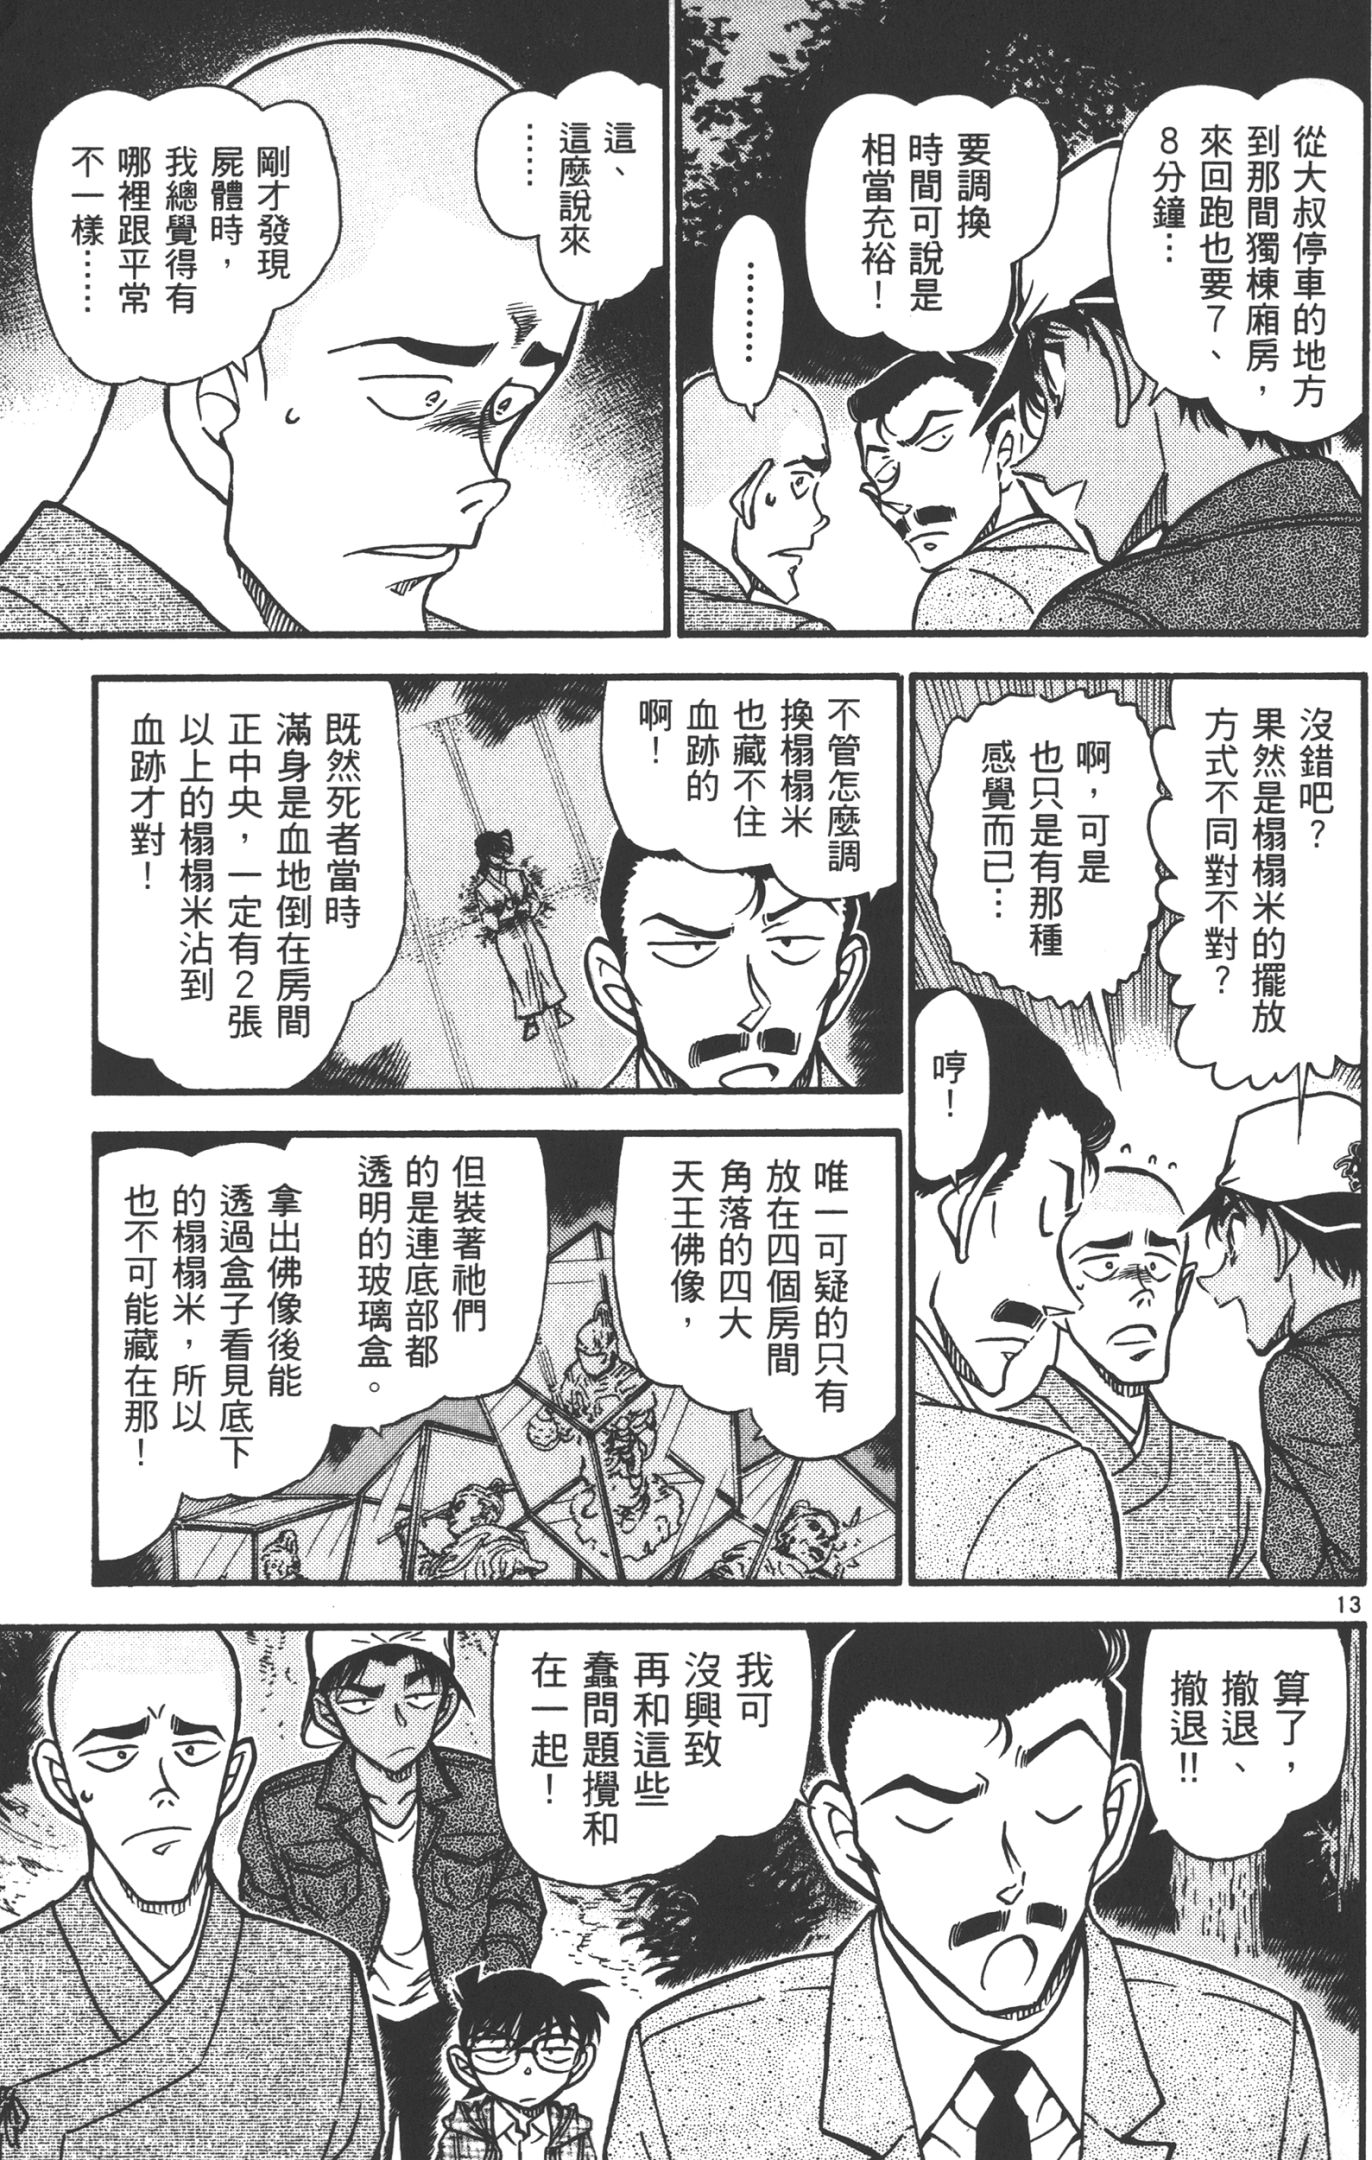 從大叔停車的地方
到那間獨棟廂房，
來回跑也要7、
8分鐘…
要調換
時間可說是
相當充裕！
………
這、
這麼說來
……
剛才發現
屍體時，
我總覺得有
哪裡跟平常
不一樣……
沒錯吧？
果然是榻榻米的擺放
方式不同對不對？
啊，可是
也只是有那種
感覺而已…
哼！
不管怎麼調
換榻榻米
也藏不住
血跡的
啊！
既然死者當時
滿身是血地倒在房間
正中央，一定有2張
以上的榻榻米沾到
血跡才對！
唯一可疑的只有
放在四個房間
角落的四大
天王佛像，
但裝著祂們
的是連底部都
透明的玻璃盒。
拿出佛像後能
透過盒子看見底下
的榻榻米，所以
也不可能藏在那！
13
算了，
撤退、
撤退!!
我可
沒興致
再和這些
蠢問題攪和
在一起！